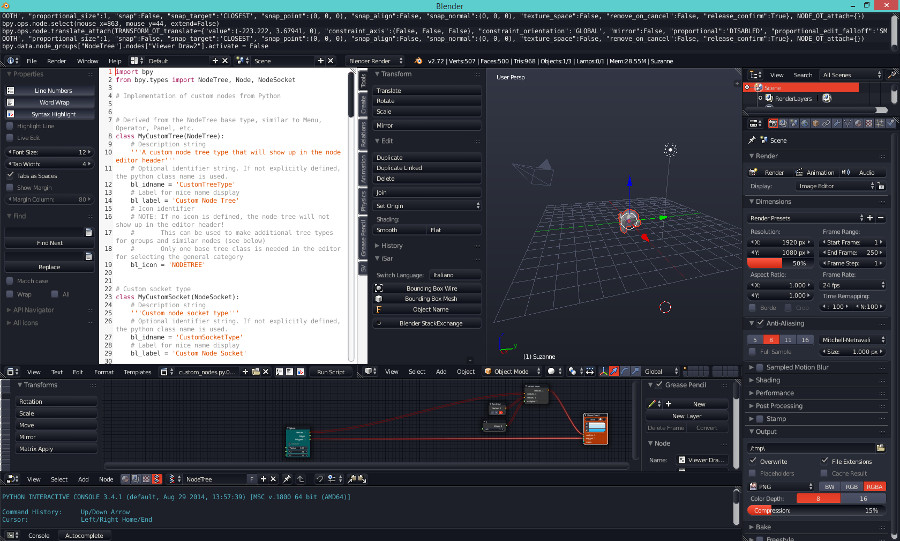 Blender
OOTH', "proportional_size":1, "snap":False, "snap_target":'CLOSEST', "snap_point":(0, 0, 0), "snap_align":False, "snap_normal":(0, 0, 0), "texture_space":False, "remove_on_cancel":False, "release_confirm":True}, NODE_OT_attach={})
bpy.ops.node.select(mouse_x=863, mouse_y=44, extend=False)
bpy.ops.node.translate_attach(TRANSFORM_OT_translate={"value":(-223.222, 3.67941, 0), "constraint_axis":(False, False, False), "constraint_orientation":'GLOBAL', "mirror":False, "proportional":'DISABLED', "proportional_edit_falloff":'SM
OOTH', "proportional_size":1, "snap":False, "snap_target":'CLOSEST', "snap_point":(0, 0, 0), "snap_align":False, "snap_normal":(0, 0, 0), "texture_space":False, "remove_on_cancel":False, "release_confirm":True}, NODE_OT_attach={})
bpy.data.node_groups["NodeTree"].nodes["Viewer Draw2"].activate = False
File Render Window Help Default Scene Blender Render v2.72 | Verts:507 | Faces:500 | Tris:968 | Objects:1/3 | Lamps:0/1 | Mem:28.55M | Suzanne
Properties
Line Numbers
Word Wrap
Syntax Highlight
Highlight line
Live Edit
Font Size: 12
Tab Width: 4
Tabs as Spaces
Show Margin
Margin Column: 80
Find
Find Next
Replace
Match case
Wrap All
API Navigator
All Icons
1 import bpy
2 from bpy.types import NodeTree, Node, NodeSocket
3
4 # Implementation of custom nodes from Python
5
6
7 # Derived from the NodeTree base type, similar to Menu,
Operator, Panel, etc.
8 class MyCustomTree(NodeTree):
9 # Description string
10 '''A custom node tree type that will show up in the node
editor header'''
11 # Optional identifier string. If not explicitly defined,
the python class name is used.
12 bl_idname = 'CustomTreeType'
13 # Label for nice name display
14 bl_label = 'Custom Node Tree'
15 # Icon identifier
16 # NOTE: If no icon is defined, the node tree will not
show up in the editor header!
17 # This can be used to make additional tree types
for groups and similar nodes (see below)
18 # Only one base tree class is needed in the editor
for selecting the general category
19 bl_icon = 'NODETREE'
20
21
22 # Custom socket type
23 class MyCustomSocket(NodeSocket):
24 # Description string
25 '''Custom node socket type'''
26 # Optional identifier string. If not explicitly defined,
the python class name is used.
27 bl_idname = 'CustomSocketType'
28 # Label for nice name display
29 bl_label = 'Custom Node Socket'
30
View Text Edit Format Templates custom_nodes.py.0... Run Script
Tools
Create
Relations
Animation
Physics
Grease Pencil
SV
Transform
Translate
Rotate
Scale
Mirror
Edit
Duplicate
Duplicate Linked
Delete
Join
Set Origin
Shading:
Smooth Flat
History
iSar
Switch Language: Italiano
Bounding Box Wire
Bounding Box Mesh
Object Name
Blender StackExchange
User Persp
(1) Suzanne
View Select Add Object Object Mode Global
View Search All Scenes
Scene
RenderLayers
Scene
Render
Render Animation Audio
Display: Image Editor
Dimensions
Render Presets
Resolution: Frame Range:
X: 1920 px Start Frame: 1
Y: 1080 px End Frame: 250
50% Frame Step: 1
Aspect Ratio: Frame Rate:
X: 1.000 24 fps
Y: 1.000 Time Remapping:
Borde 100 N:100
Anti-Aliasing
5 8 11 16 Mitchell-Netravali
Full Sample Size: 1.000 px
Sampled Motion Blur
Shading
Performance
Post Processing
Stamp
Output
/tmp\
Overwrite File Extensions
Placeholders Cache Result
PNG BW RGB RGBA
Color Depth: 8 16
Compression: 15%
Bake
Freestyle
Transforms
Rotation
Scale
Move
Mirror
Matrix Apply
Grease Pencil
New
New Layer
Delete Frame Convert
Node
Name: Viewer Dra...
View Select Add Node NodeTree
PYTHON INTERACTIVE CONSOLE 3.4.1 (default, Aug 29 2014, 13:57:39) [MSC v.1800 64 bit (AMD64)]
Command History: Up/Down Arrow
Cursor: Left/Right Home/End
Console Autocomplete